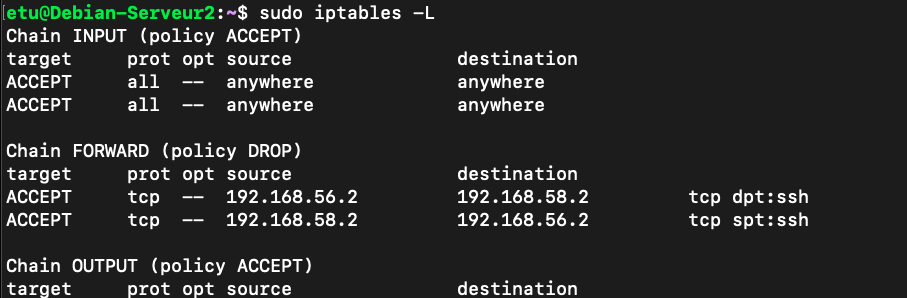 etu@Debian-Serveur2:~$ sudo iptables -L
Chain INPUT (policy ACCEPT)
target     prot opt source               destination
ACCEPT     all  --  anywhere             anywhere
ACCEPT     all  --  anywhere             anywhere

Chain FORWARD (policy DROP)
target     prot opt source               destination
ACCEPT     tcp  --  192.168.56.2         192.168.58.2         tcp dpt:ssh
ACCEPT     tcp  --  192.168.58.2         192.168.56.2         tcp spt:ssh

Chain OUTPUT (policy ACCEPT)
target     prot opt source               destination